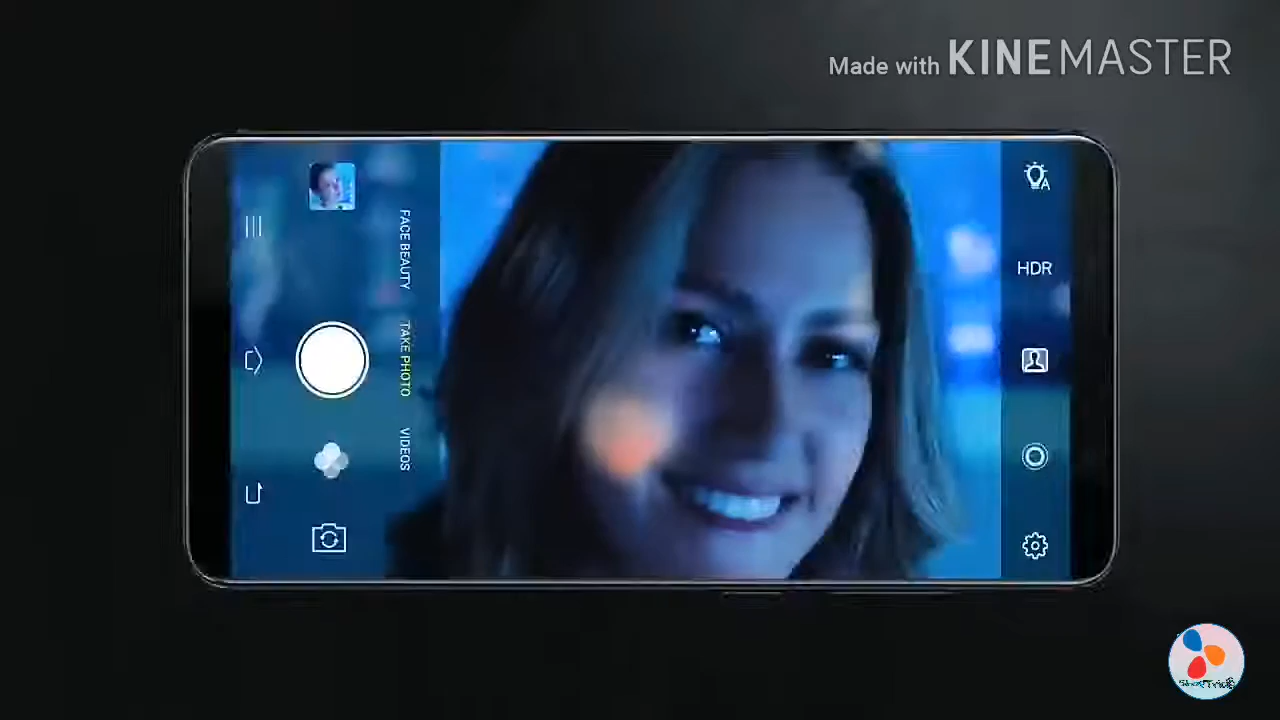 Made with KINEMASTER
HDR
FACE BEAUTY
TAKE PHOTO
VIDEOS
A